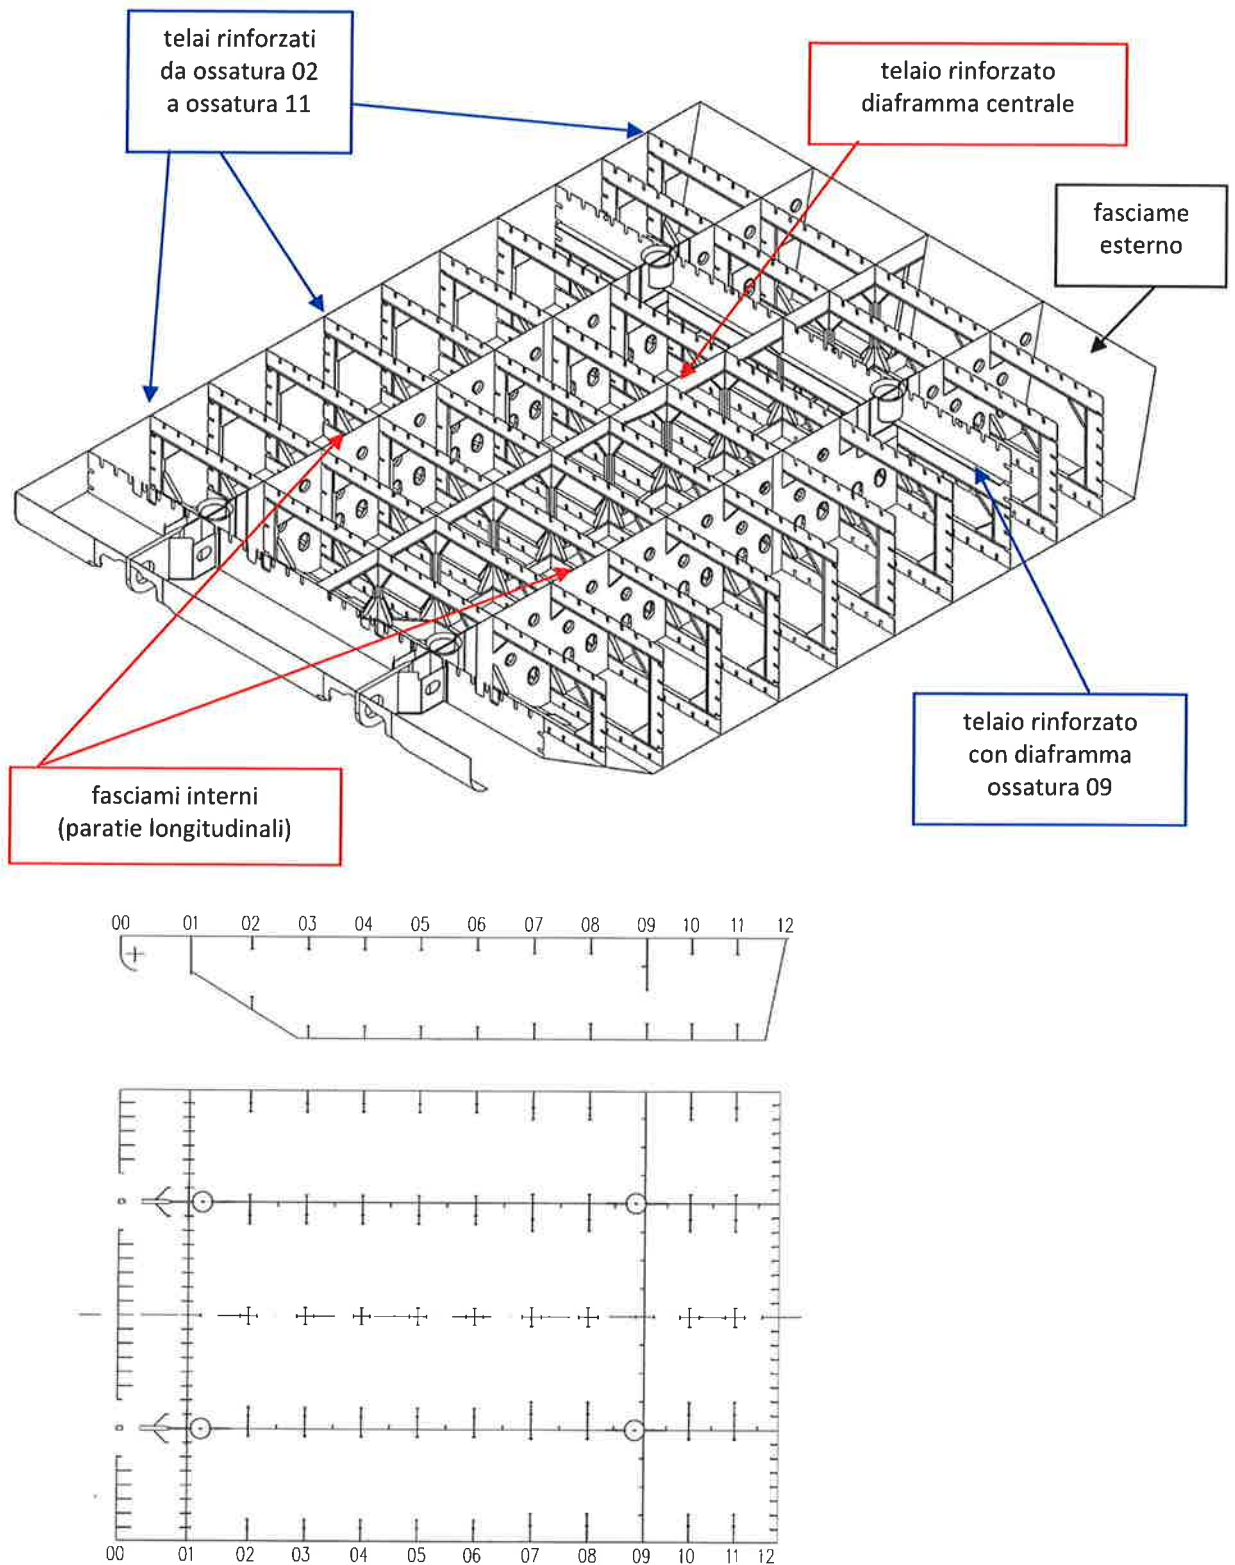 telai rinforzati
da ossatura 02
a ossatura 11
telaio rinforzato
diaframma centrale
fasciame
esterno
telaio rinforzato
con diaframma
ossatura 09
fasciami interni
(paratie longitudinali)
00 01 02 03 04 05 06 07 08 09 10 11 12
00 01 02 03 04 05 06 07 08 09 10 11 12